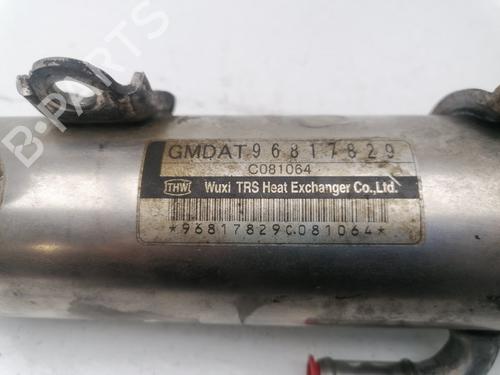 B-PARTS
GMDAT96817829
C081064
THW Wuxi TRS Heat Exchanger Co.,Ltd.
*96817829C081064*